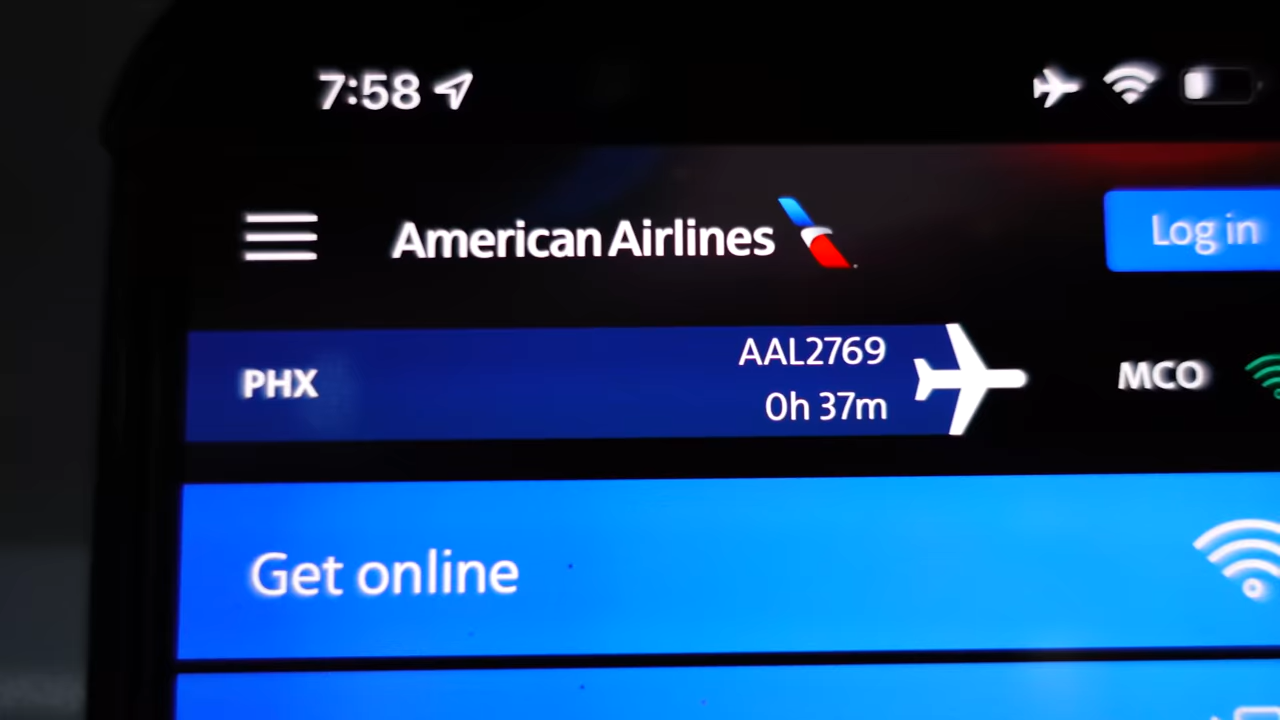 7:58
American Airlines
Log in
PHX
AAL2769
0h 37m
MCO
Get online